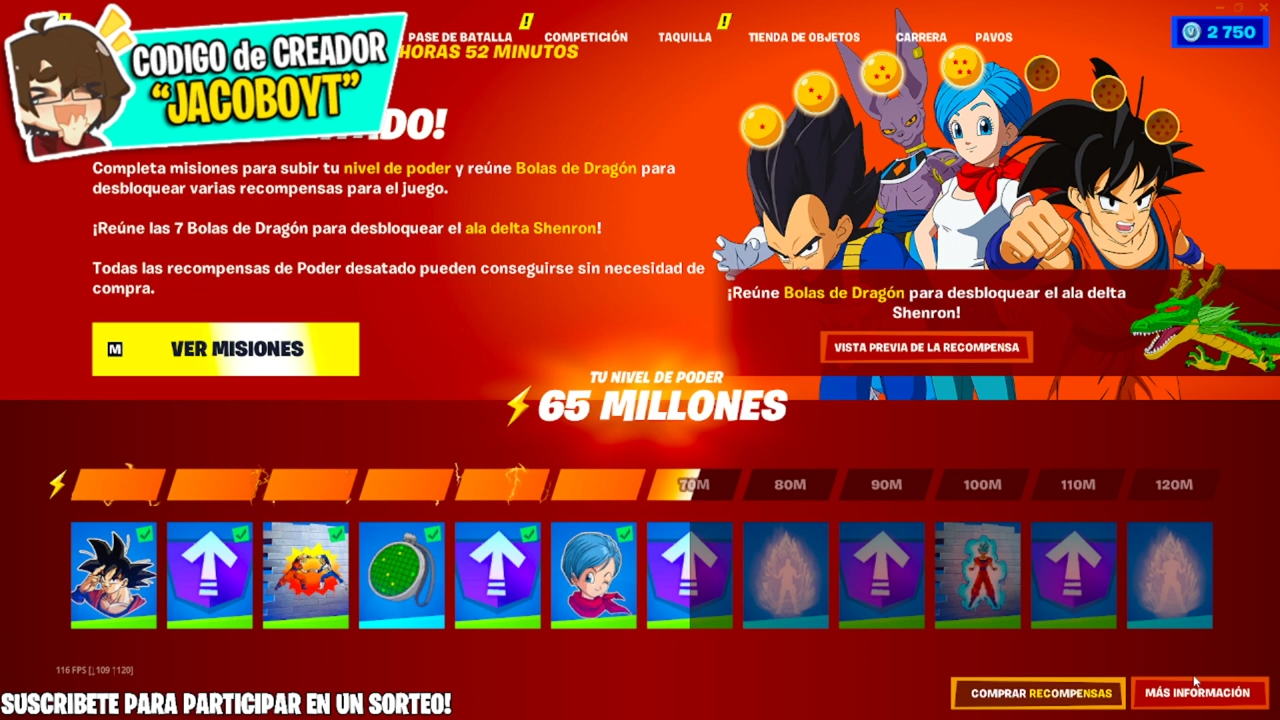 CODIGO de CREADOR
"JACOBOYT"
PASE DE BATALLA
COMPETICIÓN
TAQUILLA
TIENDA DE OBJETOS
CARRERA
PAVOS
2 750
HORAS 52 MINUTOS
DO!
Completa misiones para subir tu nivel de poder y reúne Bolas de Dragón para
desbloquear varias recompensas para el juego.
¡Reúne las 7 Bolas de Dragón para desbloquear el ala delta Shenron!
Todas las recompensas de Poder desatado pueden conseguirse sin necesidad de
compra.
M VER MISIONES
¡Reúne Bolas de Dragón para desbloquear el ala delta
Shenron!
VISTA PREVIA DE LA RECOMPENSA
TU NIVEL DE PODER
65 MILLONES
70M 80M 90M 100M 110M 120M
116 FPS [↓109 ↑120]
COMPRAR RECOMPENSAS
MÁS INFORMACIÓN
SUSCRIBETE PARA PARTICIPAR EN UN SORTEO!